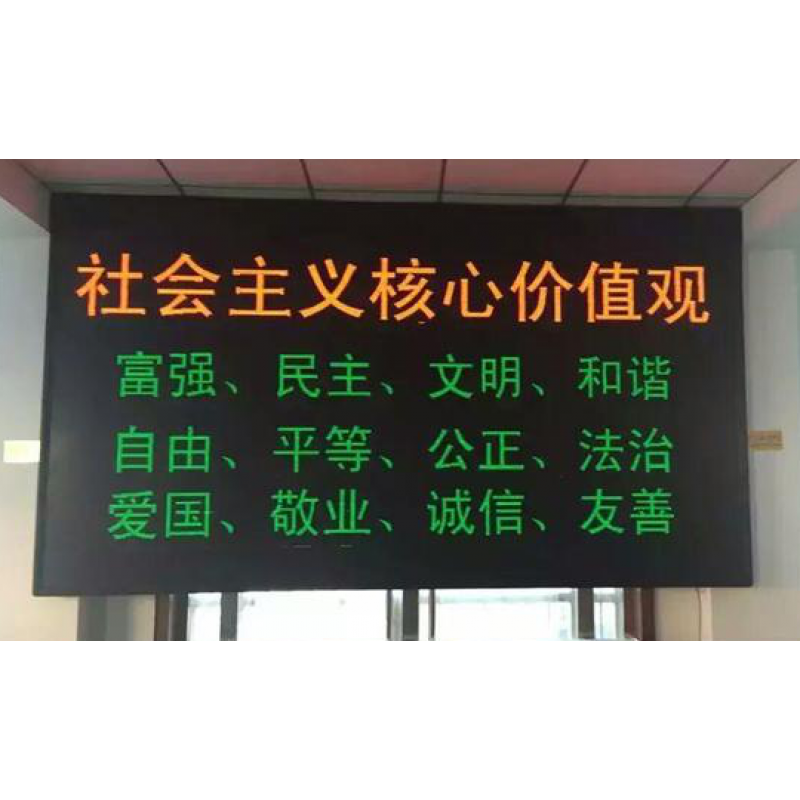 社会主义核心价值观
富强、民主、文明、和谐
自由、平等、公正、法治
爱国、敬业、诚信、友善